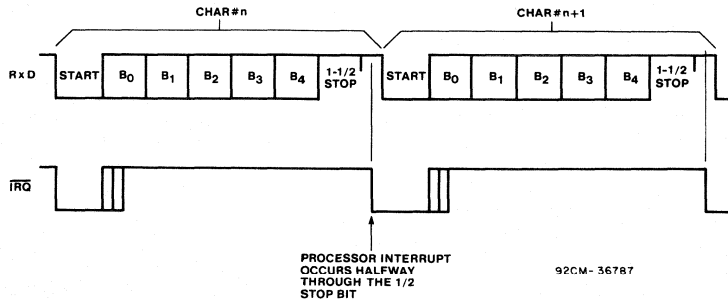 CHAR#n
CHAR#n+1
RxD
START
B0
B1
B2
B3
B4
1-1/2
STOP
START
B0
B1
B2
B3
B4
1-1/2
STOP
IRQ
PROCESSOR INTERRUPT
OCCURS HALFWAY
THROUGH THE 1/2
STOP BIT
92CM-36787